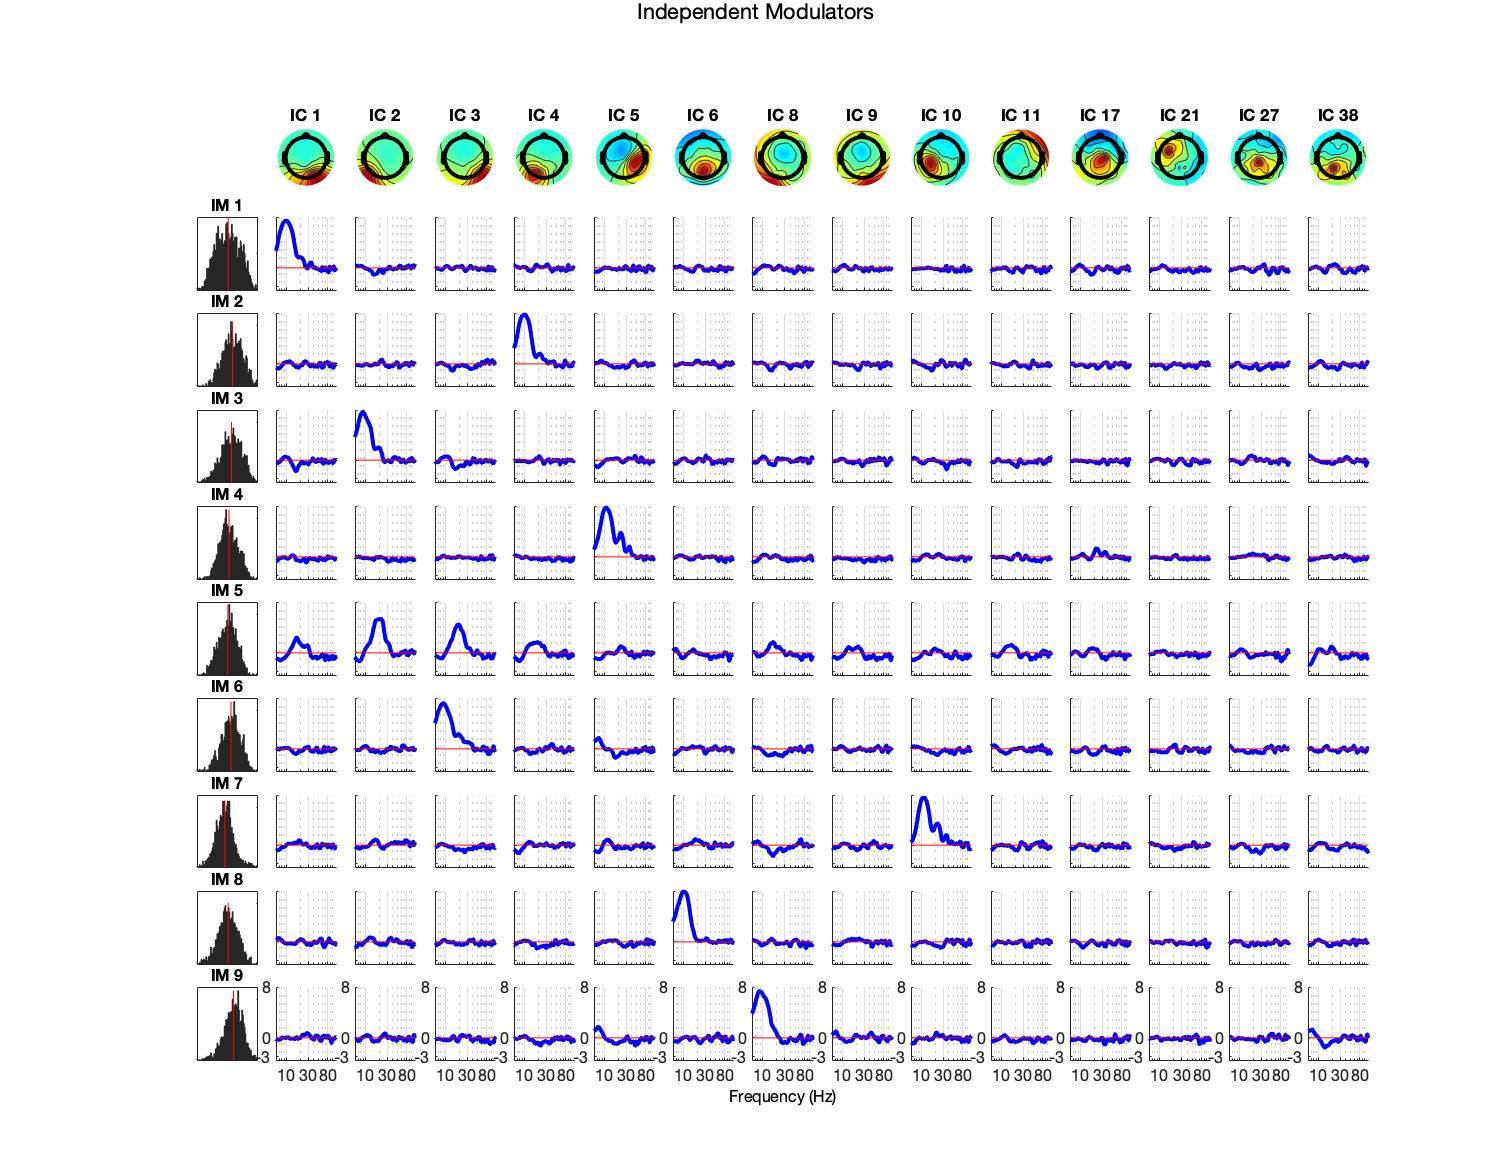 Independent Modulators
IC 1 IC 2 IC 3 IC 4 IC 5 IC 6 IC 8 IC 9 IC 10 IC 11 IC 17 IC 21 IC 27 IC 38
IM 1
IM 2
IM 3
IM 4
IM 5
IM 6
IM 7
IM 8
IM 9
8 8 8 8 8 8 8 8 8 8 8 8 8 8
0 0 0 0 0 0 0 0 0 0 0 0 0 0
-3 -3 -3 -3 -3 -3 -3 -3 -3 -3 -3 -3 -3 -3
10 30 80 10 30 80 10 30 80 10 30 80 10 30 80 10 30 80 10 30 80 10 30 80 10 30 80 10 30 80 10 30 80 10 30 80 10 30 80 10 30 80
Frequency (Hz)